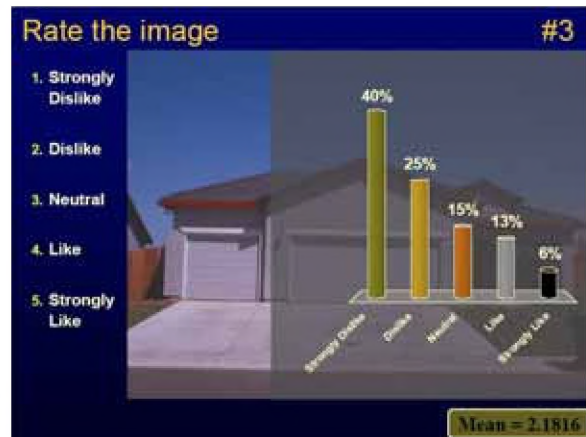 Rate the image #3
1. Strongly
Dislike
2. Dislike
3. Neutral
4. Like
5. Strongly
Like
40%
25%
15%
13%
6%
Strongly Dislike
Dislike
Neutral
Like
Strongly Like
Mean = 2.1816